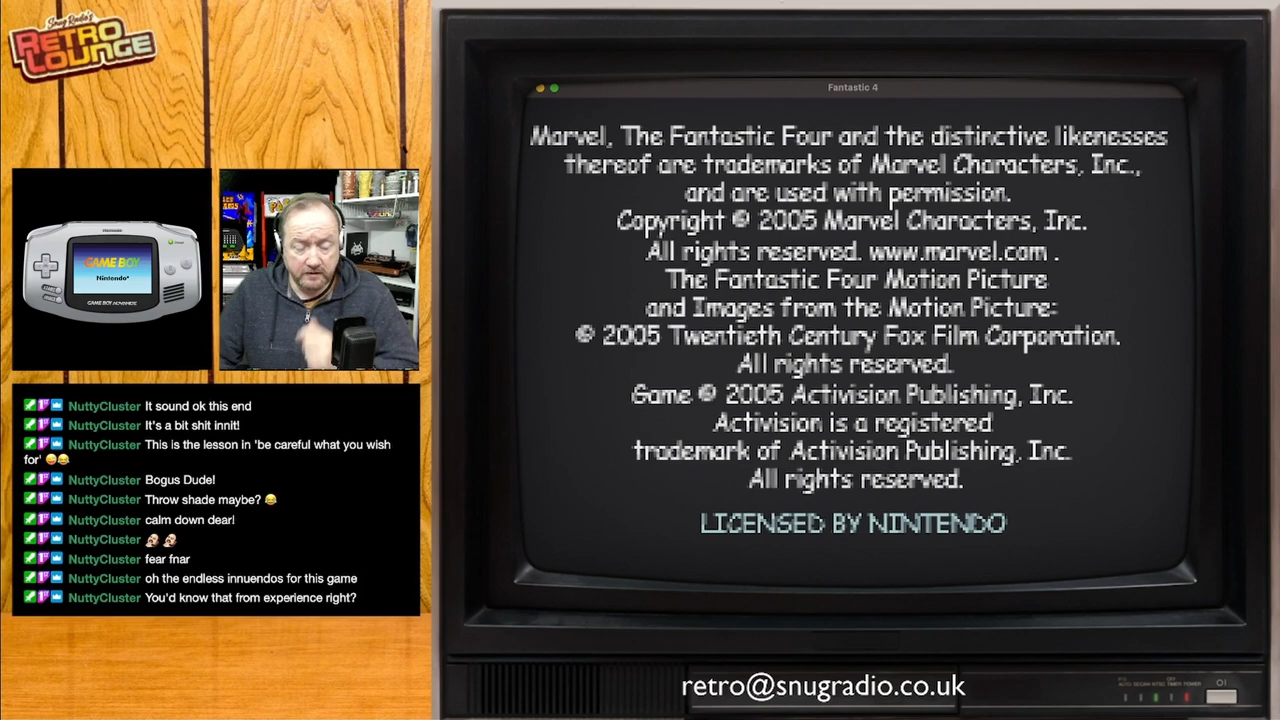 Snug Radio's
RETRO
LOUNGE
GAME BOY
Nintendo
GAME BOY ADVANCE
NuttyCluster It sound ok this end
NuttyCluster It's a bit shit innit!
NuttyCluster This is the lesson in 'be careful what you wish
for' 😄😂
NuttyCluster Bogus Dude!
NuttyCluster Throw shade maybe? 😂
NuttyCluster calm down dear!
NuttyCluster
NuttyCluster fear fnar
NuttyCluster oh the endless innuendos for this game
NuttyCluster You'd know that from experience right?
Fantastic 4
Marvel, The Fantastic Four and the distinctive likenesses
thereof are trademarks of Marvel Characters, Inc.,
and are used with permission.
Copyright © 2005 Marvel Characters, Inc.
All rights reserved. www.marvel.com .
The Fantastic Four Motion Picture
and Images from the Motion Picture:
© 2005 Twentieth Century Fox Film Corporation.
All rights reserved.
Game © 2005 Activision Publishing, Inc.
Activision is a registered
trademark of Activision Publishing, Inc.
All rights reserved.
LICENSED BY NINTENDO
retro@snugradio.co.uk